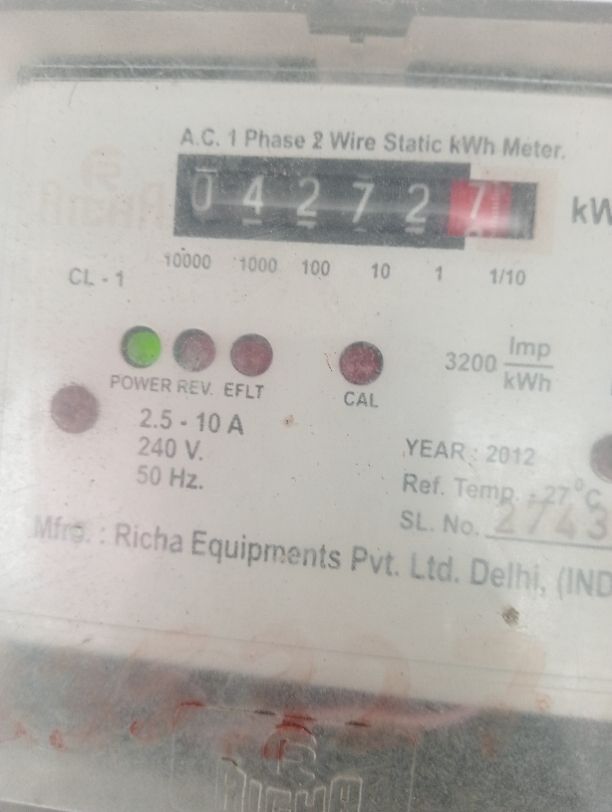 A.C. 1 Phase 2 Wire Static kWh Meter.
0 4 2 7 2 7
10000 1000 100 10 1 1/10
CL - 1
3200 Imp/kWh
POWER REV. EFLT
CAL
2.5 - 10 A
240 V.
50 Hz.
YEAR : 2012
Ref. Temp. - 27°C
SL. No. 2743
Mfrs. : Richa Equipments Pvt. Ltd. Delhi, (IND
RICHA